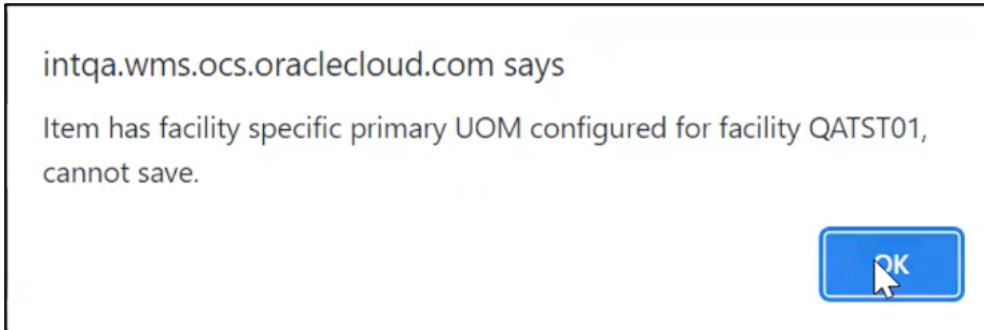 intqa.wms.ocs.oraclecloud.com says
Item has facility specific primary UOM configured for facility QATST01,
cannot save.
OK